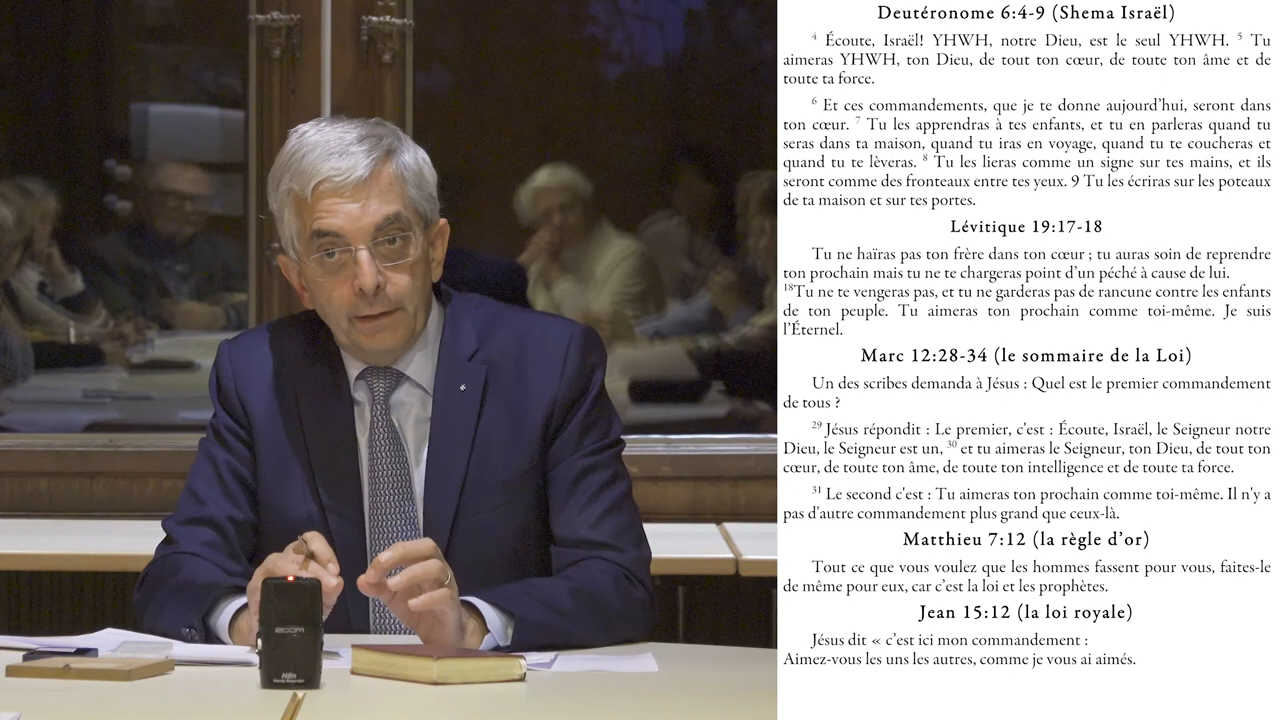 Deutéronome 6:4-9 (Shema Israël)
4 Écoute, Israël! YHWH, notre Dieu, est le seul YHWH. 5 Tu
aimeras YHWH, ton Dieu, de tout ton cœur, de toute ton âme et de
toute ta force.
6 Et ces commandements, que je te donne aujourd'hui, seront dans
ton cœur. 7 Tu les apprendras à tes enfants, et tu en parleras quand tu
seras dans ta maison, quand tu iras en voyage, quand tu te coucheras et
quand tu te lèveras. 8 Tu les lieras comme un signe sur tes mains, et ils
seront comme des fronteaux entre tes yeux. 9 Tu les écriras sur les poteaux
de ta maison et sur tes portes.
Lévitique 19:17-18
Tu ne haïras pas ton frère dans ton cœur ; tu auras soin de reprendre
ton prochain mais tu ne te chargeras point d'un péché à cause de lui.
18Tu ne te vengeras pas, et tu ne garderas pas de rancune contre les enfants
de ton peuple. Tu aimeras ton prochain comme toi-même. Je suis
l'Éternel.
Marc 12:28-34 (le sommaire de la Loi)
Un des scribes demanda à Jésus : Quel est le premier commandement
de tous ?
29 Jésus répondit : Le premier, c'est : Écoute, Israël, le Seigneur notre
Dieu, le Seigneur est un, 30 et tu aimeras le Seigneur, ton Dieu, de tout ton
cœur, de toute ton âme, de toute ton intelligence et de toute ta force.
31 Le second c'est : Tu aimeras ton prochain comme toi-même. Il n'y a
pas d'autre commandement plus grand que ceux-là.
Matthieu 7:12 (la règle d'or)
Tout ce que vous voulez que les hommes fassent pour vous, faites-le
de même pour eux, car c'est la loi et les prophètes.
Jean 15:12 (la loi royale)
Jésus dit « c'est ici mon commandement :
Aimez-vous les uns les autres, comme je vous ai aimés.
zoom
H2n